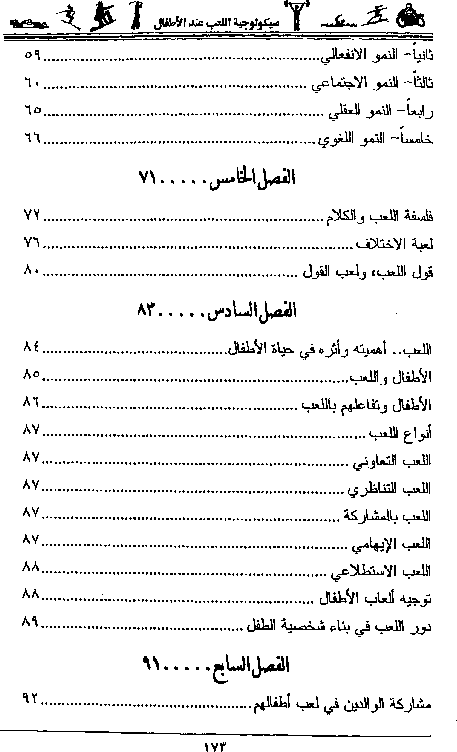 سيكولوجية اللعب عند الأطفال
ثانياً- النمو الانفعالي ........ ٥٩
ثالثاً- النمو الاجتماعي ........ ٦٠
رابعاً- النمو العقلي ........ ٦٥
خامساً- النمو اللغوي ........ ٦٦
الفصل الخامس ..... ٧١
فلسفة اللعب والكلام ........ ٧٢
لعبة الاختلاف ........ ٧٦
قول اللعب، ولعب القول ........ ٨٠
الفصل السادس ..... ٨٣
اللعب.. أهميته وأثره في حياة الأطفال ........ ٨٤
الأطفال واللعب ........ ٨٥
الأطفال وتفاعلهم باللعب ........ ٨٦
أنواع اللعب ........ ٨٧
اللعب التعاوني ........ ٨٧
اللعب التناظري ........ ٨٧
اللعب بالمشاركة ........ ٨٧
اللعب الإيهامي ........ ٨٧
اللعب الاستطلاعي ........ ٨٨
توجيه ألعاب الأطفال ........ ٨٨
دور اللعب في بناء شخصية الطفل ........ ٨٩
الفصل السابع ..... ٩١
مشاركة الوالدين في لعب أطفالهم ........ ٩٢
١٧٣